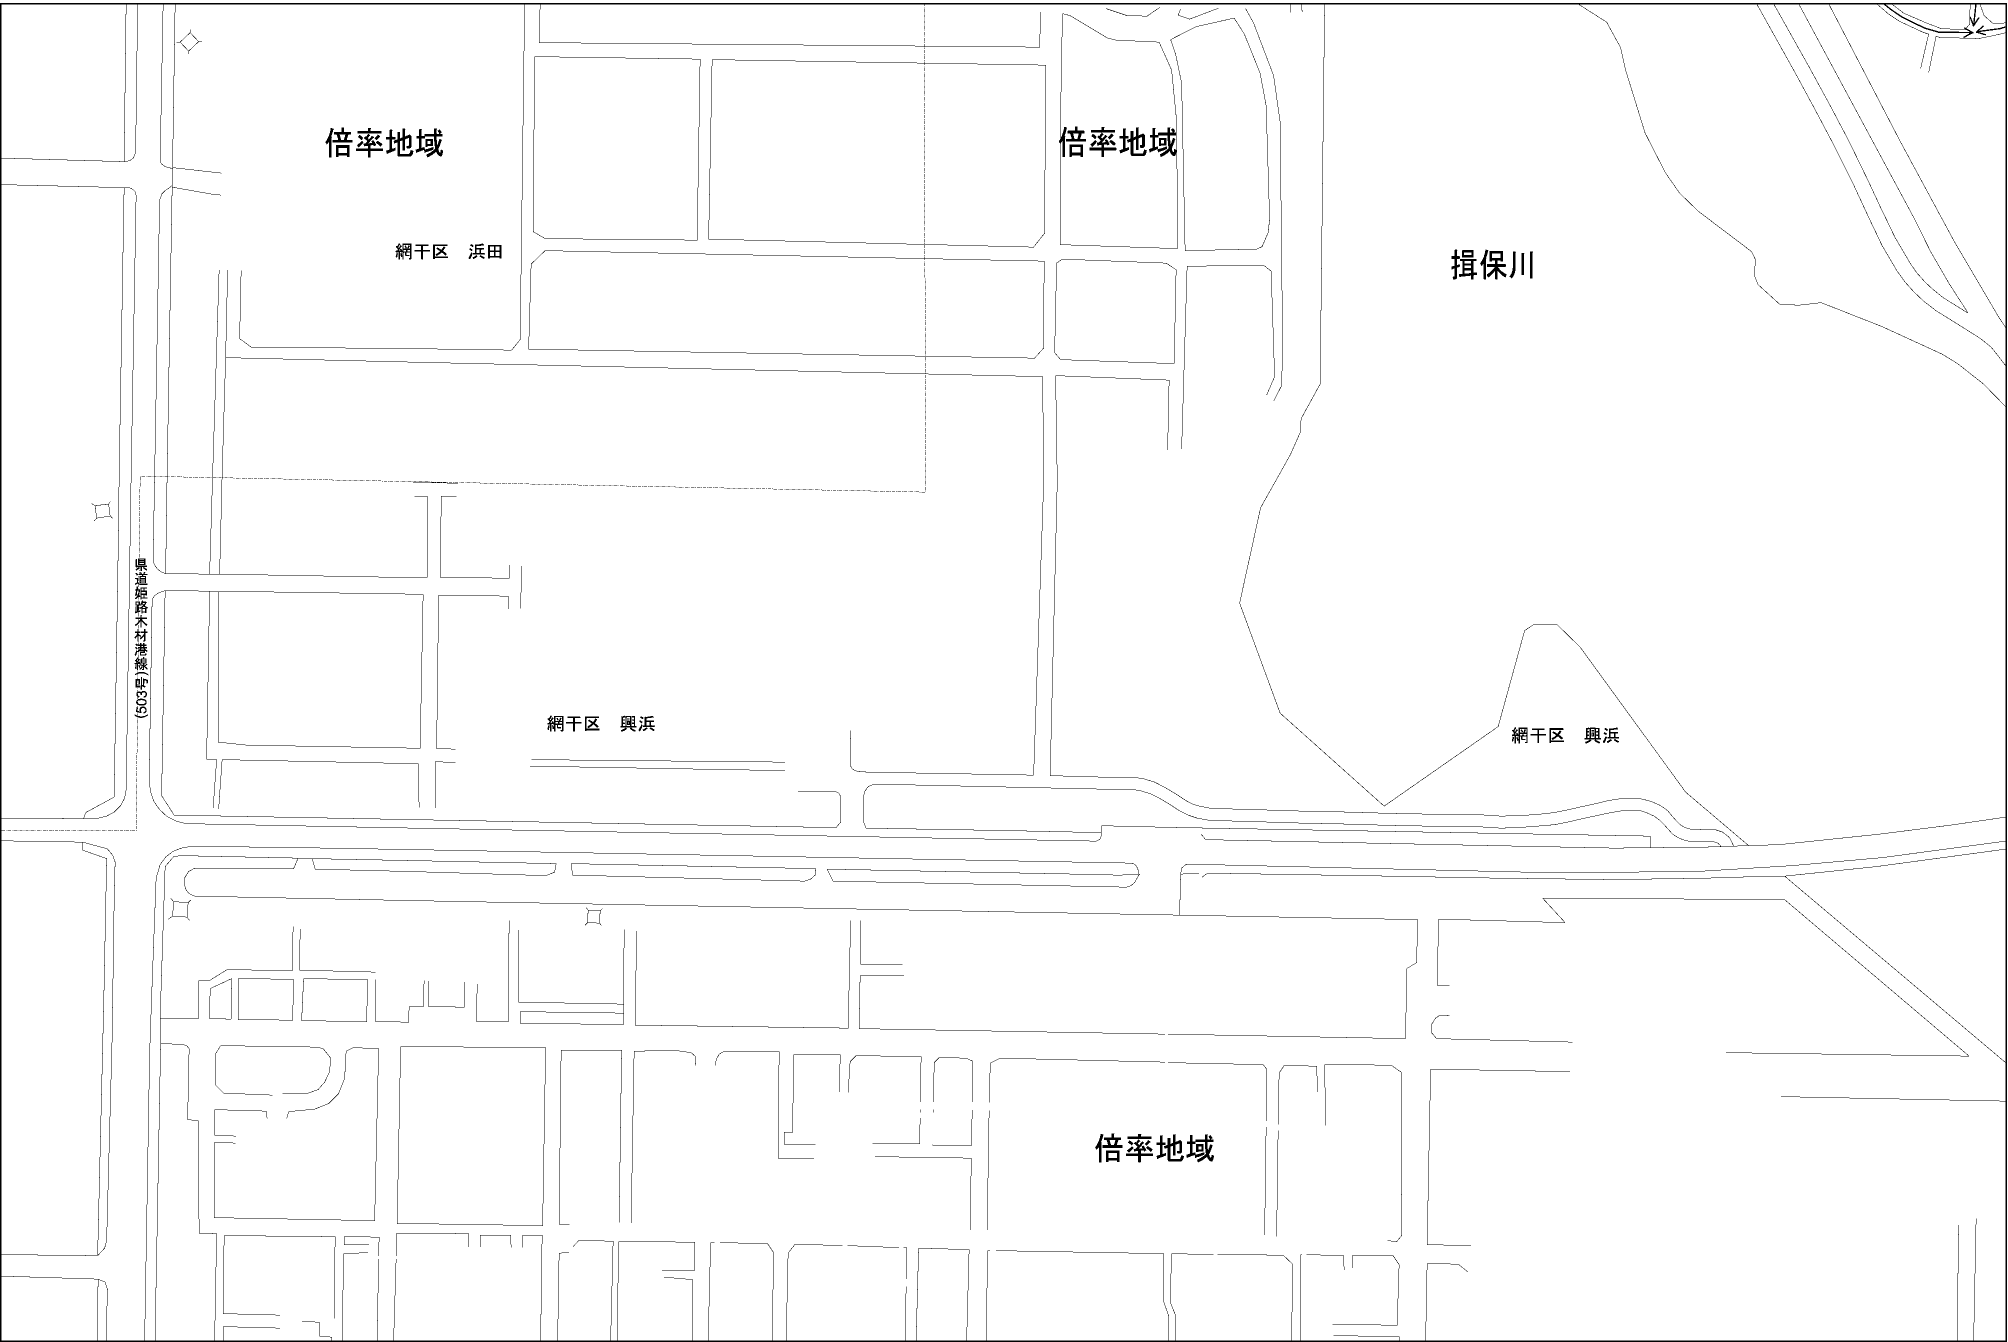 倍率地域
倍率地域
網干区　浜田
揖保川
県道姫路木材港線(503号)
網干区　興浜
網干区　興浜
倍率地域